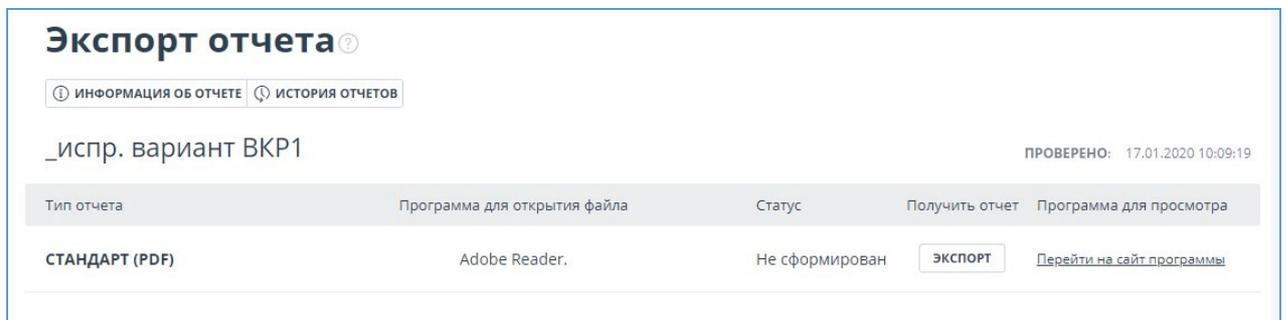 Экспорт отчета ?
ИНФОРМАЦИЯ ОБ ОТЧЕТЕ ИСТОРИЯ ОТЧЕТОВ
_испр. вариант ВКР1
ПРОВЕРЕНО: 17.01.2020 10:09:19
Тип отчета Программа для открытия файла Статус Получить отчет Программа для просмотра
СТАНДАРТ (PDF) Adobe Reader. Не сформирован ЭКСПОРТ Перейти на сайт программы